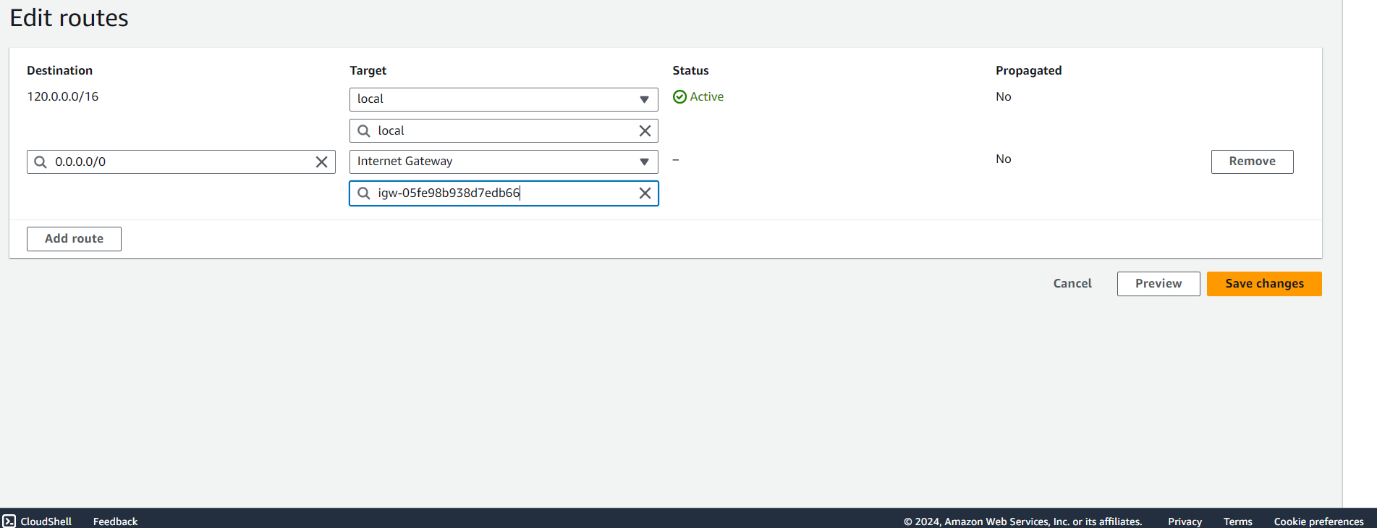 Edit routes
Destination Target Status Propagated
120.0.0.0/16 local Active No
local
0.0.0.0/0 Internet Gateway – No Remove
igw-05fe98b938d7edb66
Add route
Cancel Preview Save changes
CloudShell Feedback © 2024, Amazon Web Services, Inc. or its affiliates. Privacy Terms Cookie preferences